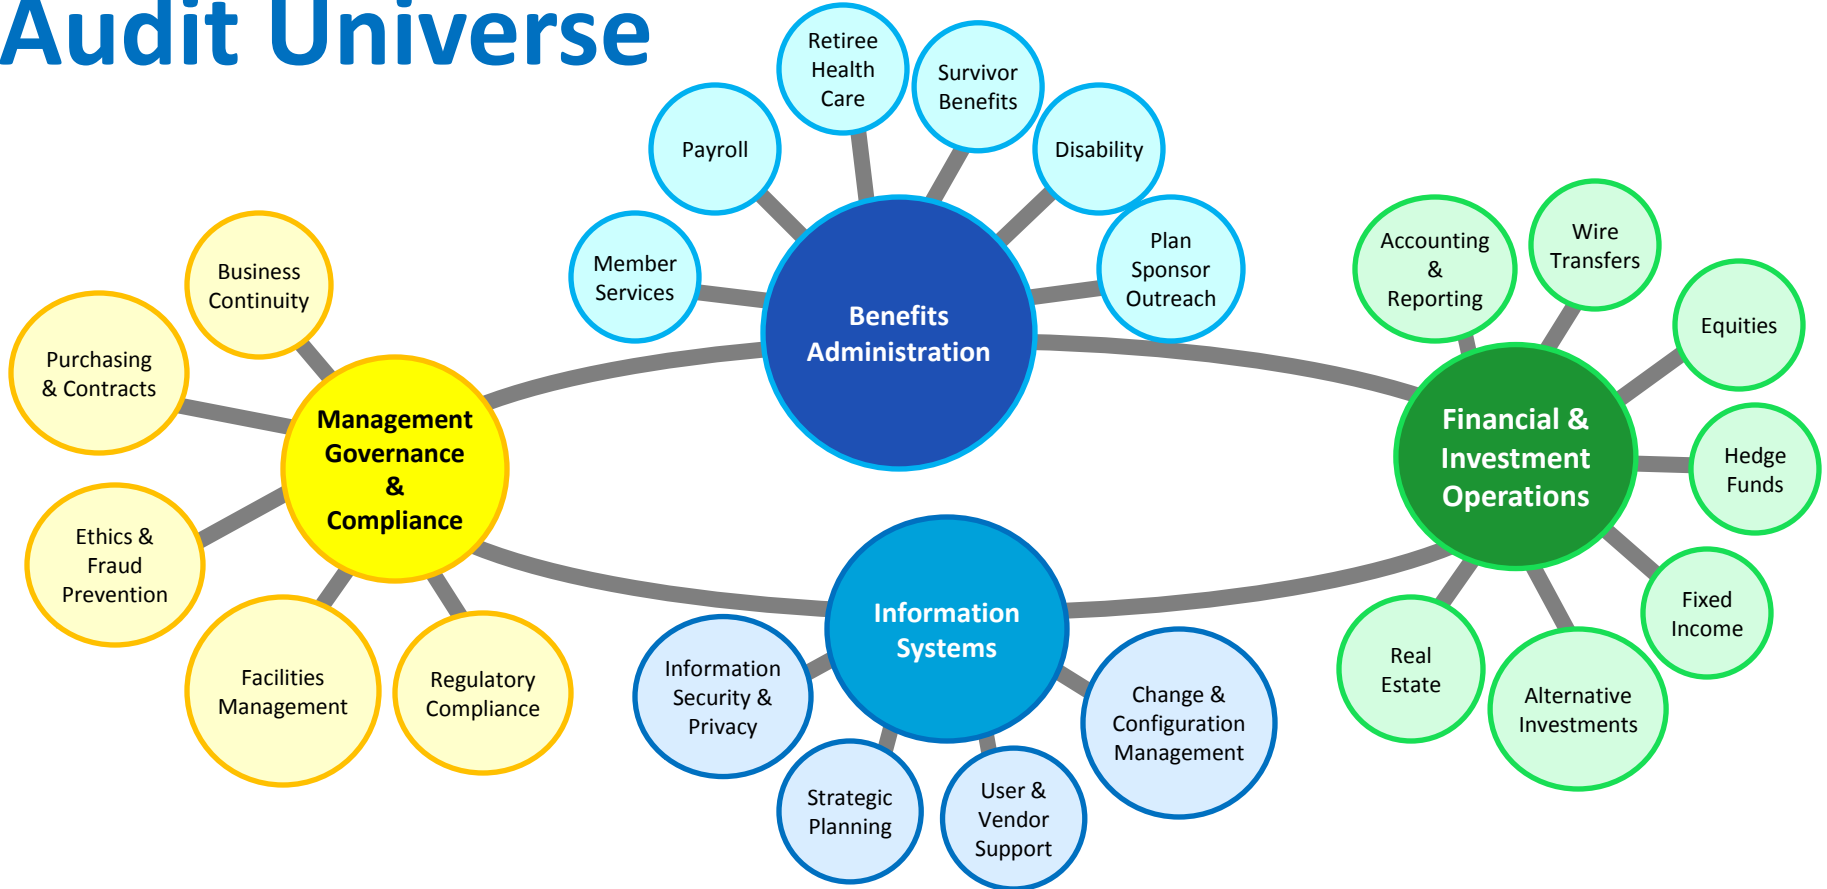 Audit Universe
Retiree
Health
Care
Survivor
Benefits
Payroll
Disability
Member
Services
Plan
Sponsor
Outreach
Benefits
Administration
Business
Continuity
Purchasing
& Contracts
Management
Governance
&
Compliance
Ethics &
Fraud
Prevention
Facilities
Management
Regulatory
Compliance
Accounting
&
Reporting
Wire
Transfers
Equities
Financial &
Investment
Operations
Hedge
Funds
Fixed
Income
Real
Estate
Alternative
Investments
Information
Systems
Information
Security &
Privacy
Strategic
Planning
User &
Vendor
Support
Change &
Configuration
Management